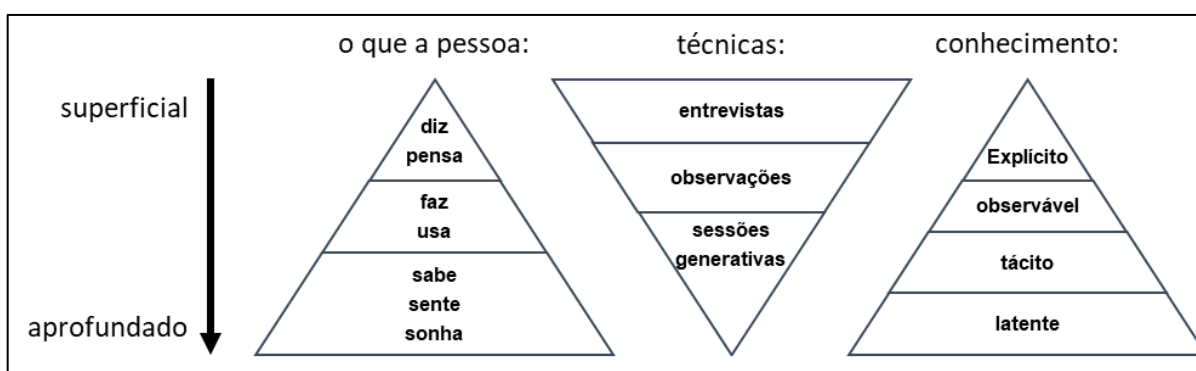 o que a pessoa:
técnicas:
conhecimento:
superficial
aprofundado
diz
pensa
faz
usa
sabe
sente
sonha
entrevistas
observações
sessões
generativas
Explícito
observável
tácito
latente